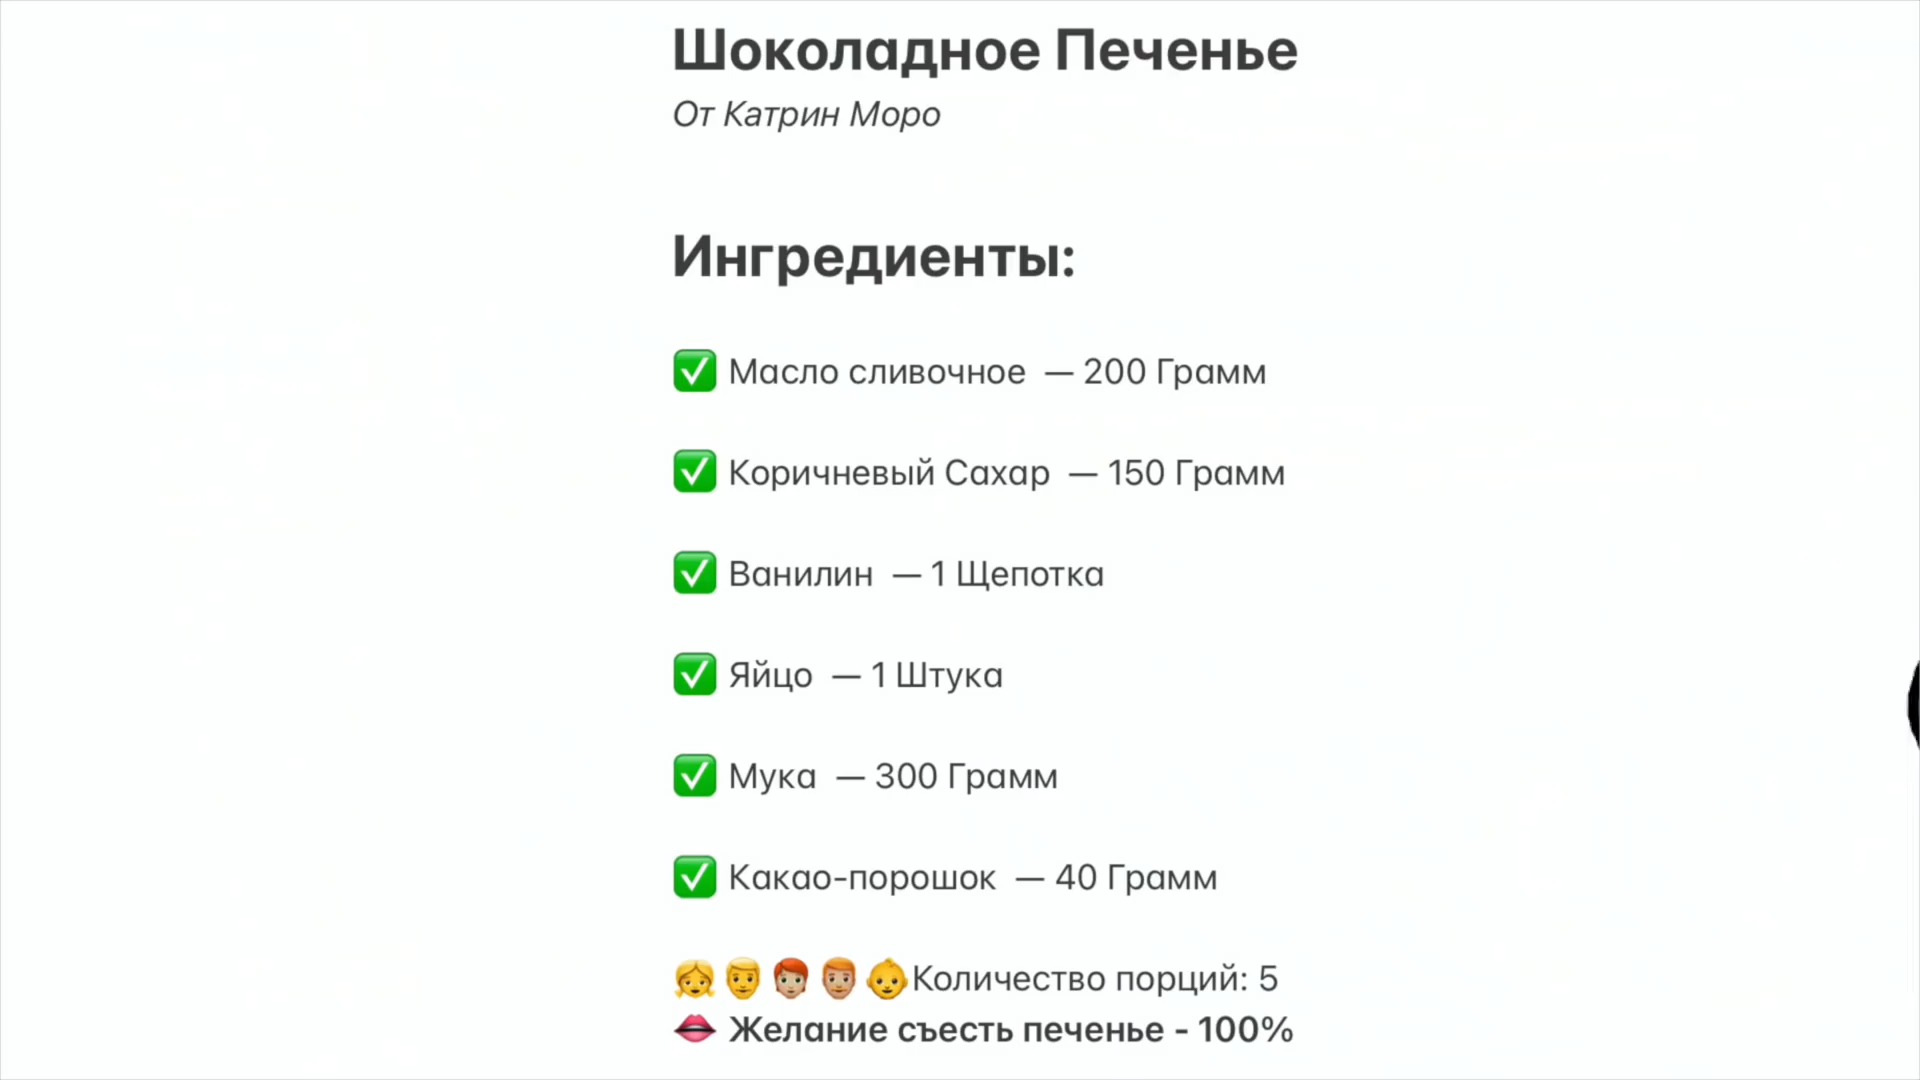 Шоколадное Печенье
От Катрин Моро
Ингредиенты:
✅ Масло сливочное — 200 Грамм
✅ Коричневый Сахар — 150 Грамм
✅ Ванилин — 1 Щепотка
✅ Яйцо — 1 Штука
✅ Мука — 300 Грамм
✅ Какао-порошок — 40 Грамм
👧👨👩🏼‍🦰👨🏼👶Количество порций: 5
👄 Желание съесть печенье - 100%